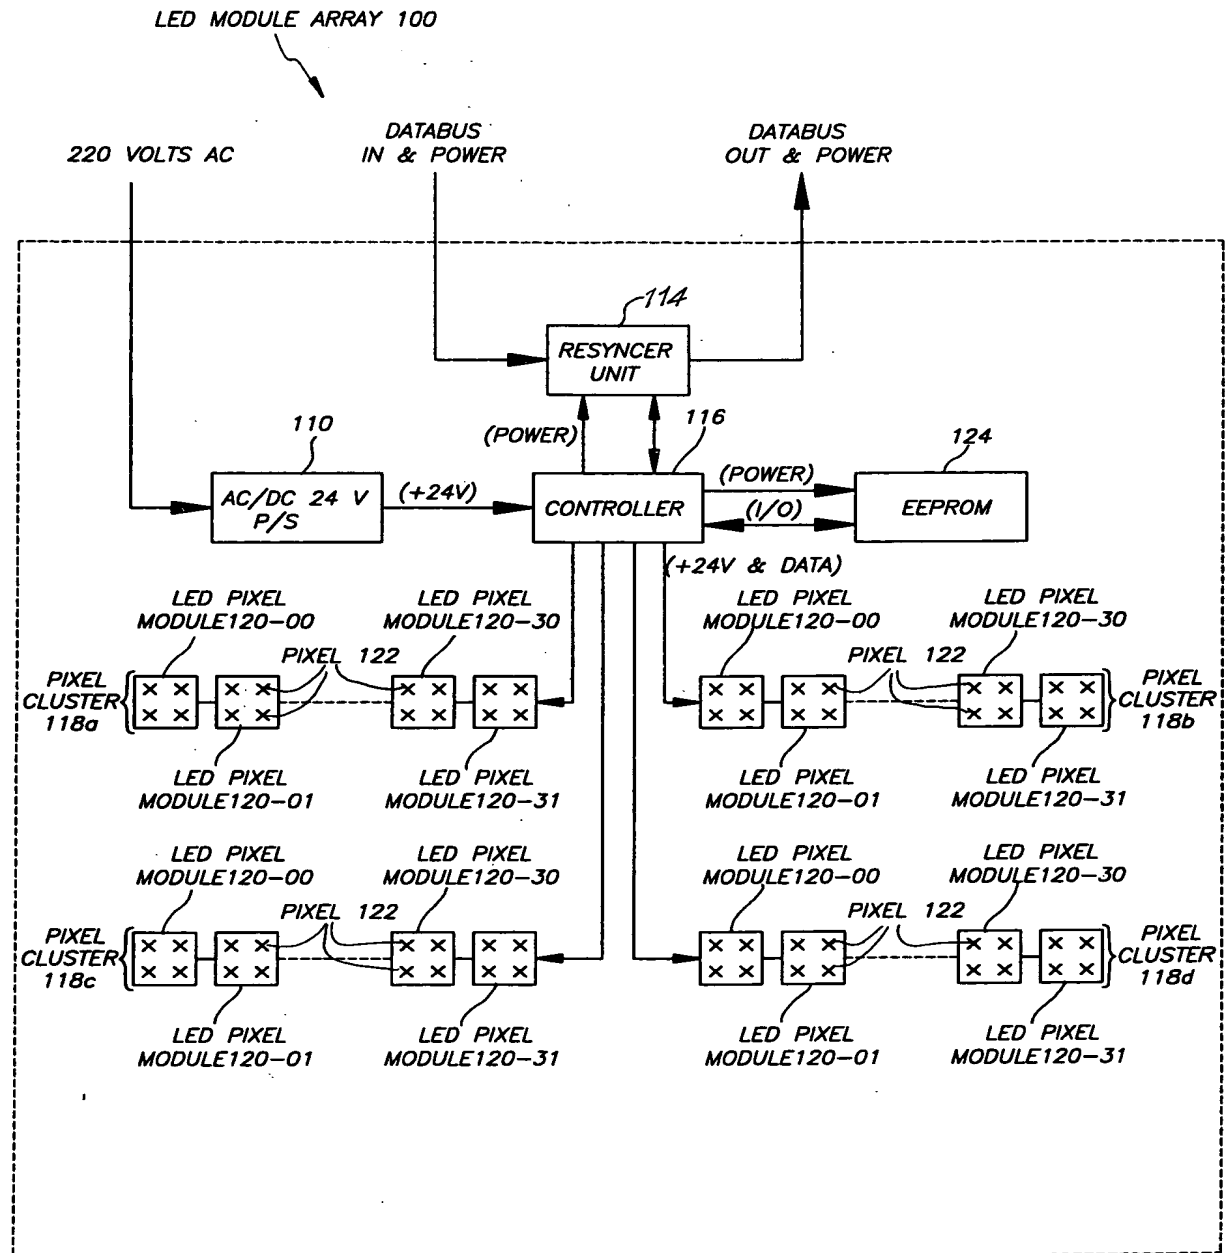 LED MODULE ARRAY 100
220 VOLTS AC
DATABUS
IN & POWER
DATABUS
OUT & POWER
114
RESYNCER
UNIT
110
(POWER)
116
124
AC/DC 24 V
P/S
(+24V)
CONTROLLER
(POWER)
(I/O)
EEPROM
(+24V & DATA)
LED PIXEL
MODULE120-00
LED PIXEL
MODULE120-30
LED PIXEL
MODULE120-00
LED PIXEL
MODULE120-30
PIXEL 122
PIXEL 122
PIXEL
CLUSTER
118a
PIXEL
CLUSTER
118b
LED PIXEL
MODULE120-01
LED PIXEL
MODULE120-31
LED PIXEL
MODULE120-01
LED PIXEL
MODULE120-31
LED PIXEL
MODULE120-00
LED PIXEL
MODULE120-30
LED PIXEL
MODULE120-00
LED PIXEL
MODULE120-30
PIXEL 122
PIXEL 122
PIXEL
CLUSTER
118c
PIXEL
CLUSTER
118d
LED PIXEL
MODULE120-01
LED PIXEL
MODULE120-31
LED PIXEL
MODULE120-01
LED PIXEL
MODULE120-31